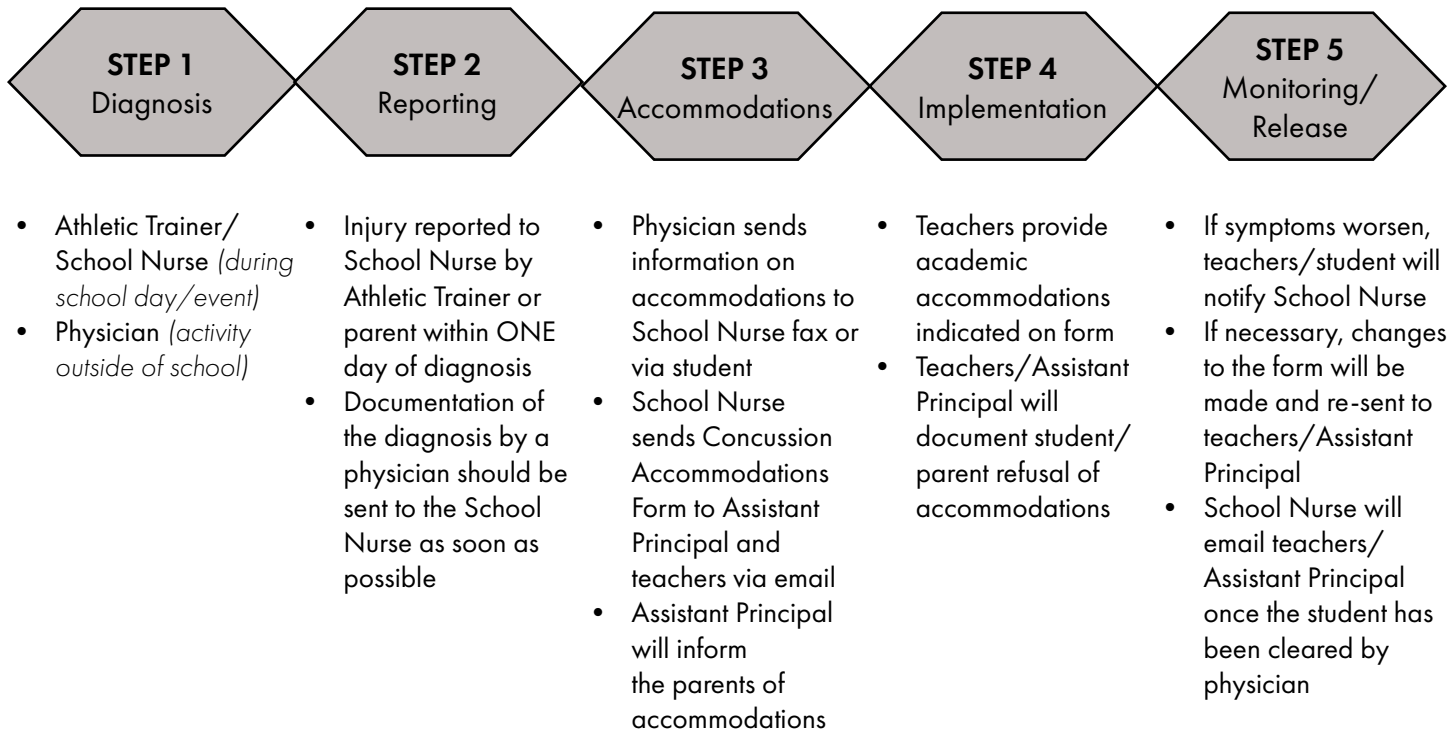 STEP 1
Diagnosis
STEP 2
Reporting
STEP 3
Accommodations
STEP 4
Implementation
STEP 5
Monitoring/
Release
• Athletic Trainer/
School Nurse (during
school day/event)
• Physician (activity
outside of school)
• Injury reported to
School Nurse by
Athletic Trainer or
parent within ONE
day of diagnosis
• Documentation of
the diagnosis by a
physician should be
sent to the School
Nurse as soon as
possible
• Physician sends
information on
accommodations to
School Nurse fax or
via student
• School Nurse
sends Concussion
Accommodations
Form to Assistant
Principal and
teachers via email
• Assistant Principal
will inform
the parents of
accommodations
• Teachers provide
academic
accommodations
indicated on form
• Teachers/Assistant
Principal will
document student/
parent refusal of
accommodations
• If symptoms worsen,
teachers/student will
notify School Nurse
• If necessary, changes
to the form will be
made and re-sent to
teachers/Assistant
Principal
• School Nurse will
email teachers/
Assistant Principal
once the student has
been cleared by
physician